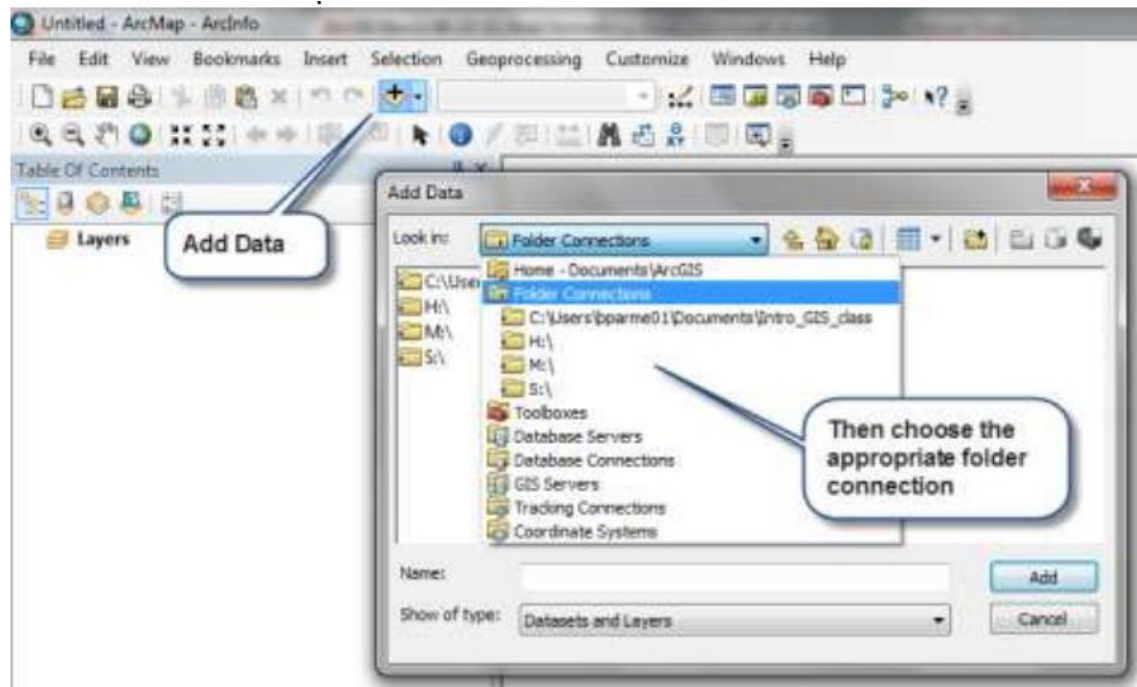 Untitled - ArcMap - ArcInfo
File Edit View Bookmarks Insert Selection Geoprocessing Customize Windows Help
Table Of Contents
Layers
Add Data
Add Data
Look in: Folder Connections
C:\User
H:\
M:\
S:\
Home - Documents\ArcGIS
Folder Connections
C:\Users\bparme01\Documents\Intro_GIS_class
H:\
M:\
S:\
Toolboxes
Database Servers
Database Connections
GIS Servers
Tracking Connections
Coordinate Systems
Then choose the
appropriate folder
connection
Name:
Add
Show of type: Datasets and Layers
Cancel